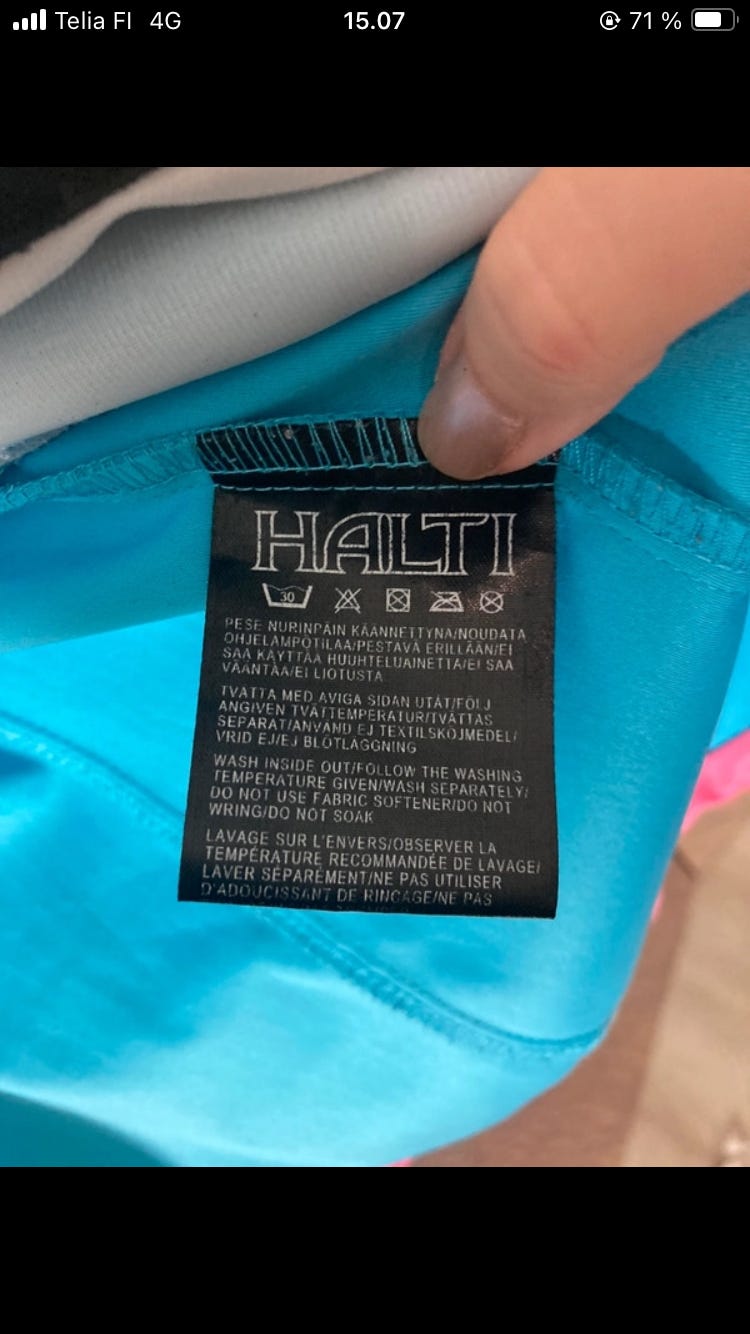 Telia FI 4G 15.07 71 %
HALTI
30
PESE NURINPÄIN KÄÄNNETTYNÄ/NOUDATA
OHJELAMPÖTILAA/PESTAVÄ ERILLÄÄN/EI
SAA KÄYTTÄÄ HUUHTELUAINETTA/EI SAA
VÄÄNTÄÄ/EI LIOTUSTA
TVÄTTA MED AVIGA SIDAN UTÅT/FÖLJ
ANGIVEN TVÄTTEMPERATUR/TVÄTTAS
SEPARAT/ANVÄND EJ TEXTILSKÖJMEDEL/
VRID EJ/EJ BLÖTLÄGGNING
WASH INSIDE OUT/FOLLOW THE WASHING
TEMPERATURE GIVEN/WASH SEPARATELY/
DO NOT USE FABRIC SOFTENER/DO NOT
WRING/DO NOT SOAK
LAVAGE SUR L'ENVERS/OBSERVER LA
TEMPÉRATURE RECOMMANDÉE DE LAVAGE/
LAVER SÉPARÉMENT/NE PAS UTILISER
D'ADOUCISSANT DE RINCAGE/NE PAS